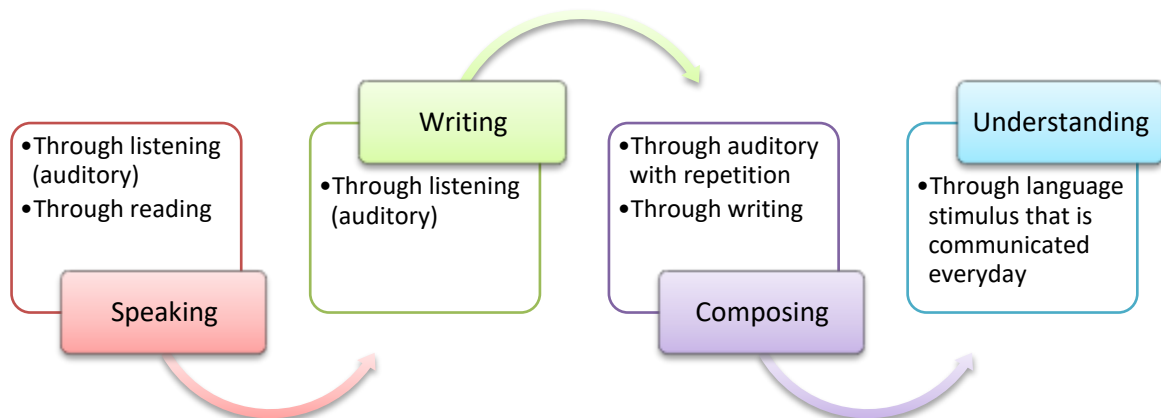 •Through listening
(auditory)
•Through reading
Speaking
Writing
•Through listening
(auditory)
•Through auditory
with repetition
•Through writing
Composing
Understanding
•Through language
stimulus that is
communicated
everyday